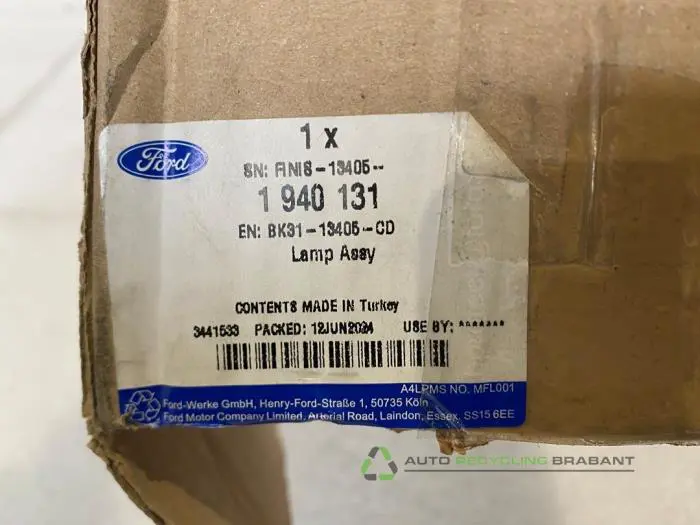 1 x
Ford
SN: FINIS-13405--
1 940 131
EN: BK31-13405--CD
Lamp Assy
CONTENTS MADE IN Turkey
3441533 PACKED: 12JUN2024 USE BY: *******
A4LPMS NO. MFL001
Ford-Werke GmbH, Henry-Ford-Straße 1, 50735 Köln
Ford Motor Company Limited, Arterial Road, Laindon, Essex. SS15 6EE
AUTO RECYCLING BRABANT